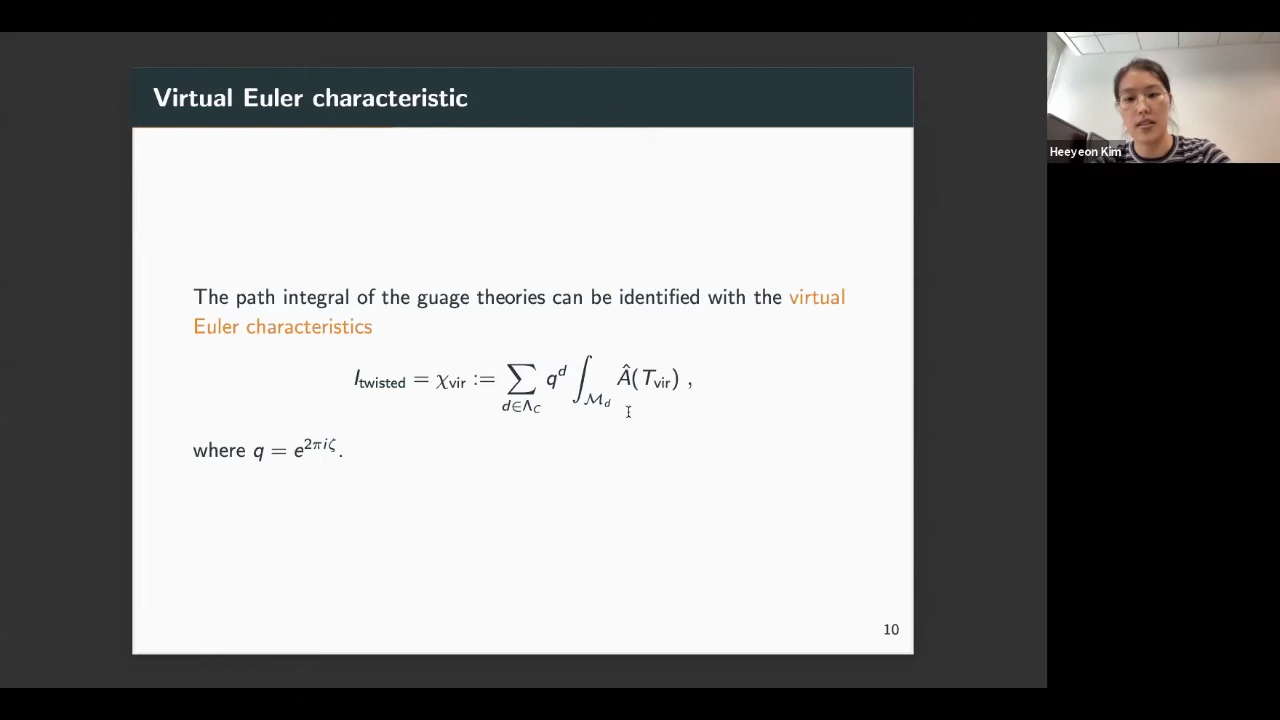 Virtual Euler characteristic
Heeyeon Kim
The path integral of the guage theories can be identified with the virtual
Euler characteristics
I_twisted = χ_vir := ∑_{d∈Λ_C} q^d ∫_{𝓜_d} Â(T_vir) ,
where q = e^{2πiζ}.
10